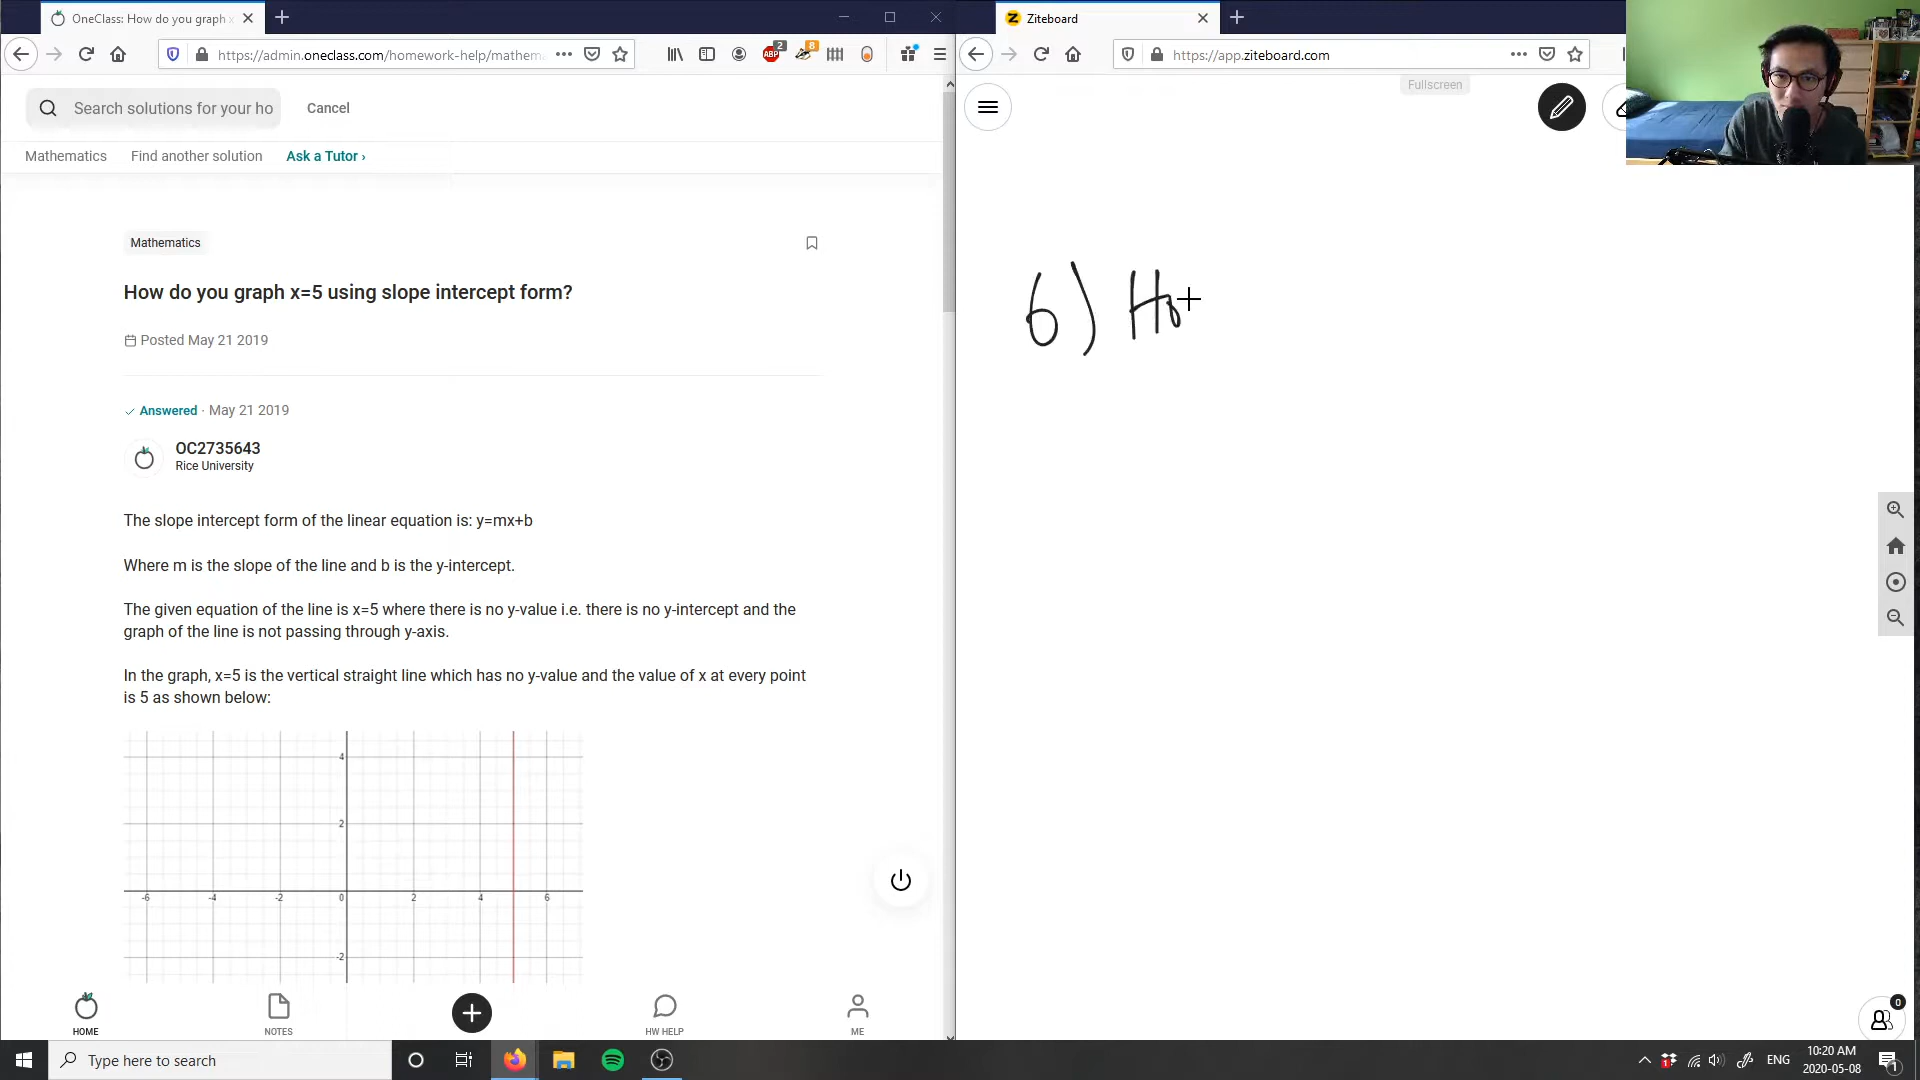 OneClass: How do you graph x
Ziteboard
https://admin.oneclass.com/homework-help/mathema
2
8
https://app.ziteboard.com
Fullscreen
Search solutions for your ho
Cancel
Mathematics
Find another solution
Ask a Tutor ›
Mathematics
How do you graph x=5 using slope intercept form?
Posted May 21 2019
Answered · May 21 2019
OC2735643
Rice University
The slope intercept form of the linear equation is: y=mx+b
Where m is the slope of the line and b is the y-intercept.
The given equation of the line is x=5 where there is no y-value i.e. there is no y-intercept and the
graph of the line is not passing through y-axis.
In the graph, x=5 is the vertical straight line which has no y-value and the value of x at every point
is 5 as shown below:
4
2
-6 -4 -2 0 2 4 6
-2
HOME
NOTES
HW HELP
ME
6) Ho
0
Type here to search
ENG
10:20 AM
2020-05-08
1